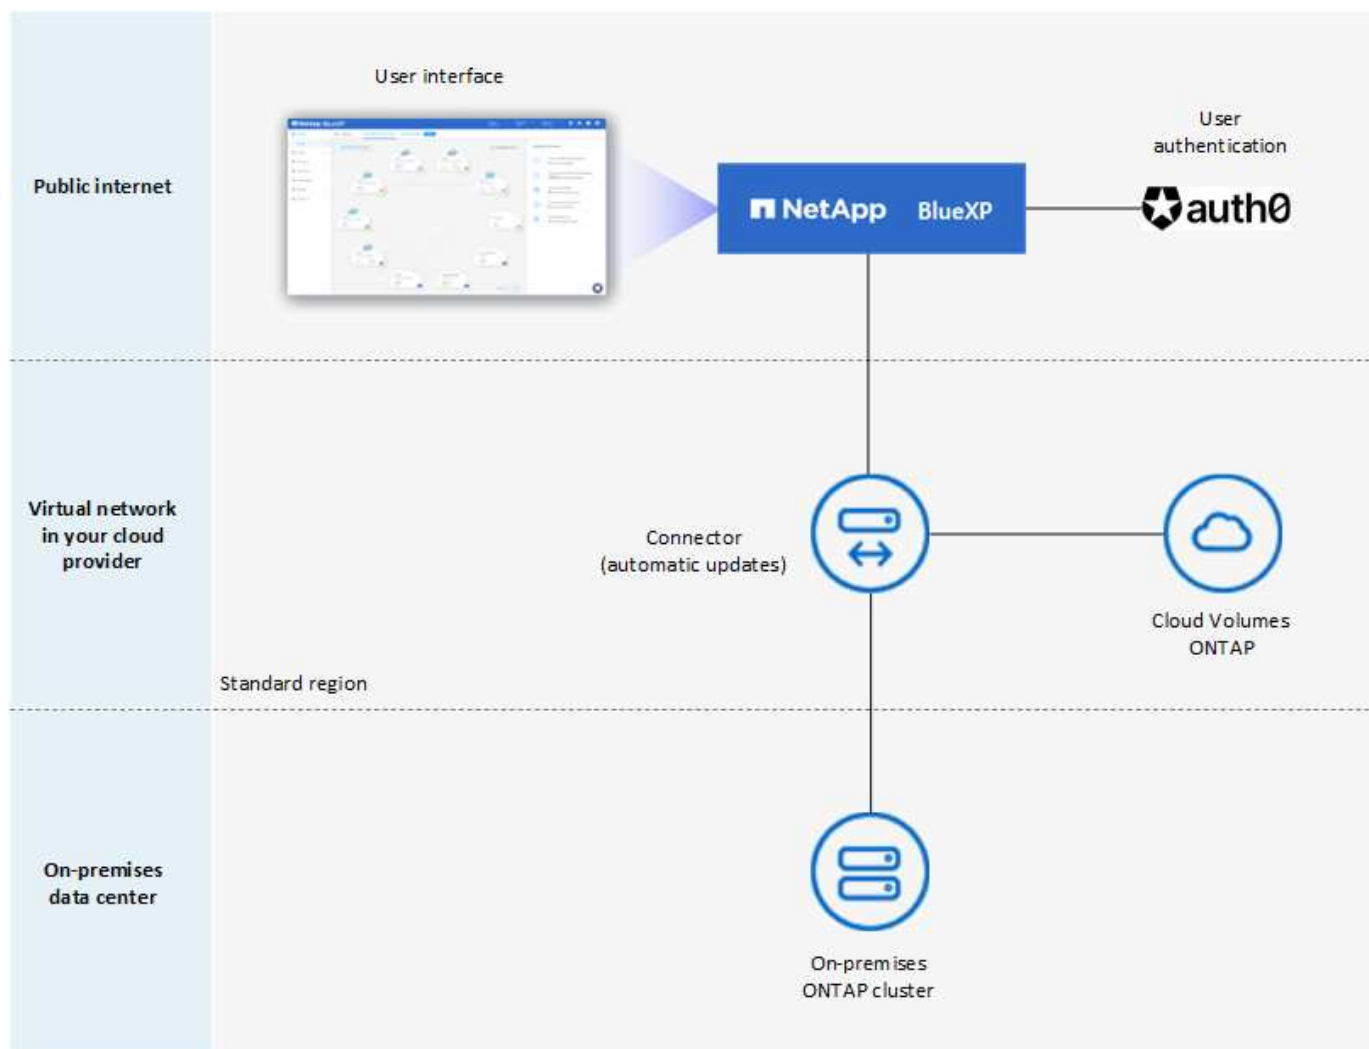 User interface
User
authentication
Public internet
NetApp BlueXP
auth0
Virtual network
in your cloud
provider
Connector
(automatic updates)
Cloud Volumes
ONTAP
Standard region
On-premises
data center
On-premises
ONTAP cluster